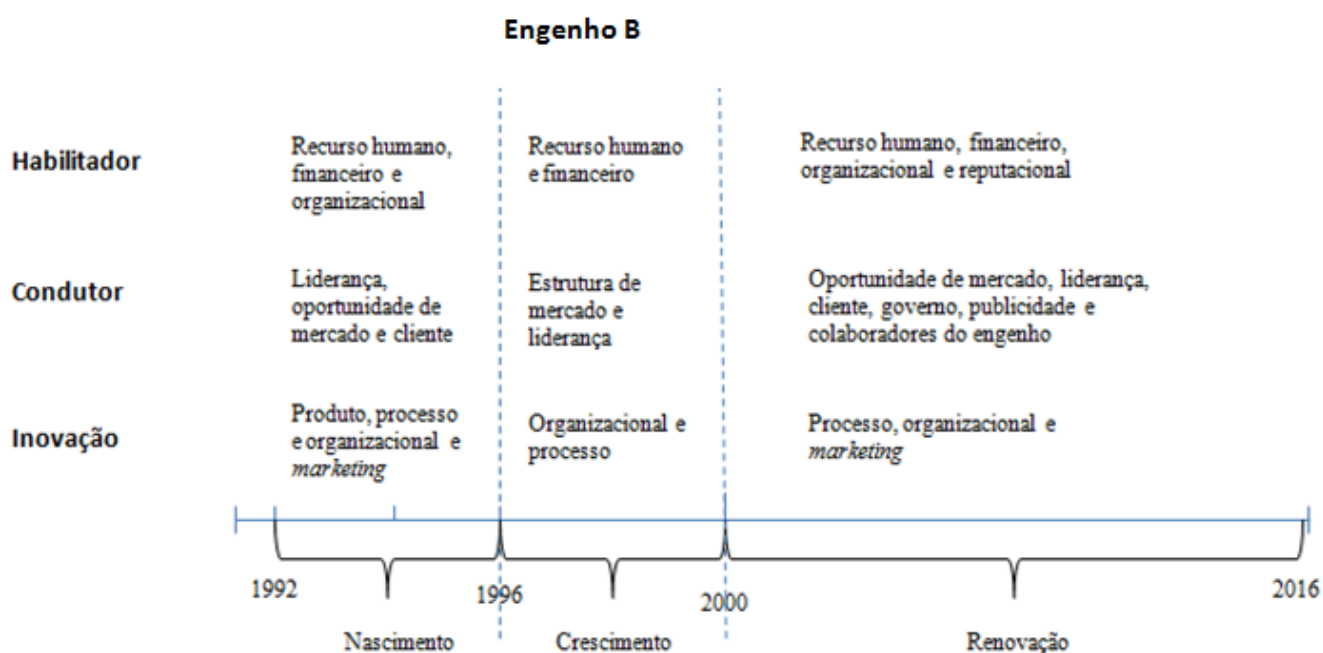 Engenho B
Habilitador
Recurso humano,
financeiro e
organizacional
Recurso humano
e financeiro
Recurso humano, financeiro,
organizacional e reputacional
Condutor
Liderança,
oportunidade de
mercado e cliente
Estrutura de
mercado e
liderança
Oportunidade de mercado, liderança,
cliente, governo, publicidade e
colaboradores do engenho
Inovação
Produto, processo
e organizacional e
marketing
Organizacional e
processo
Processo, organizacional e
marketing
1992
1996
2000
2016
Nascimento
Crescimento
Renovação